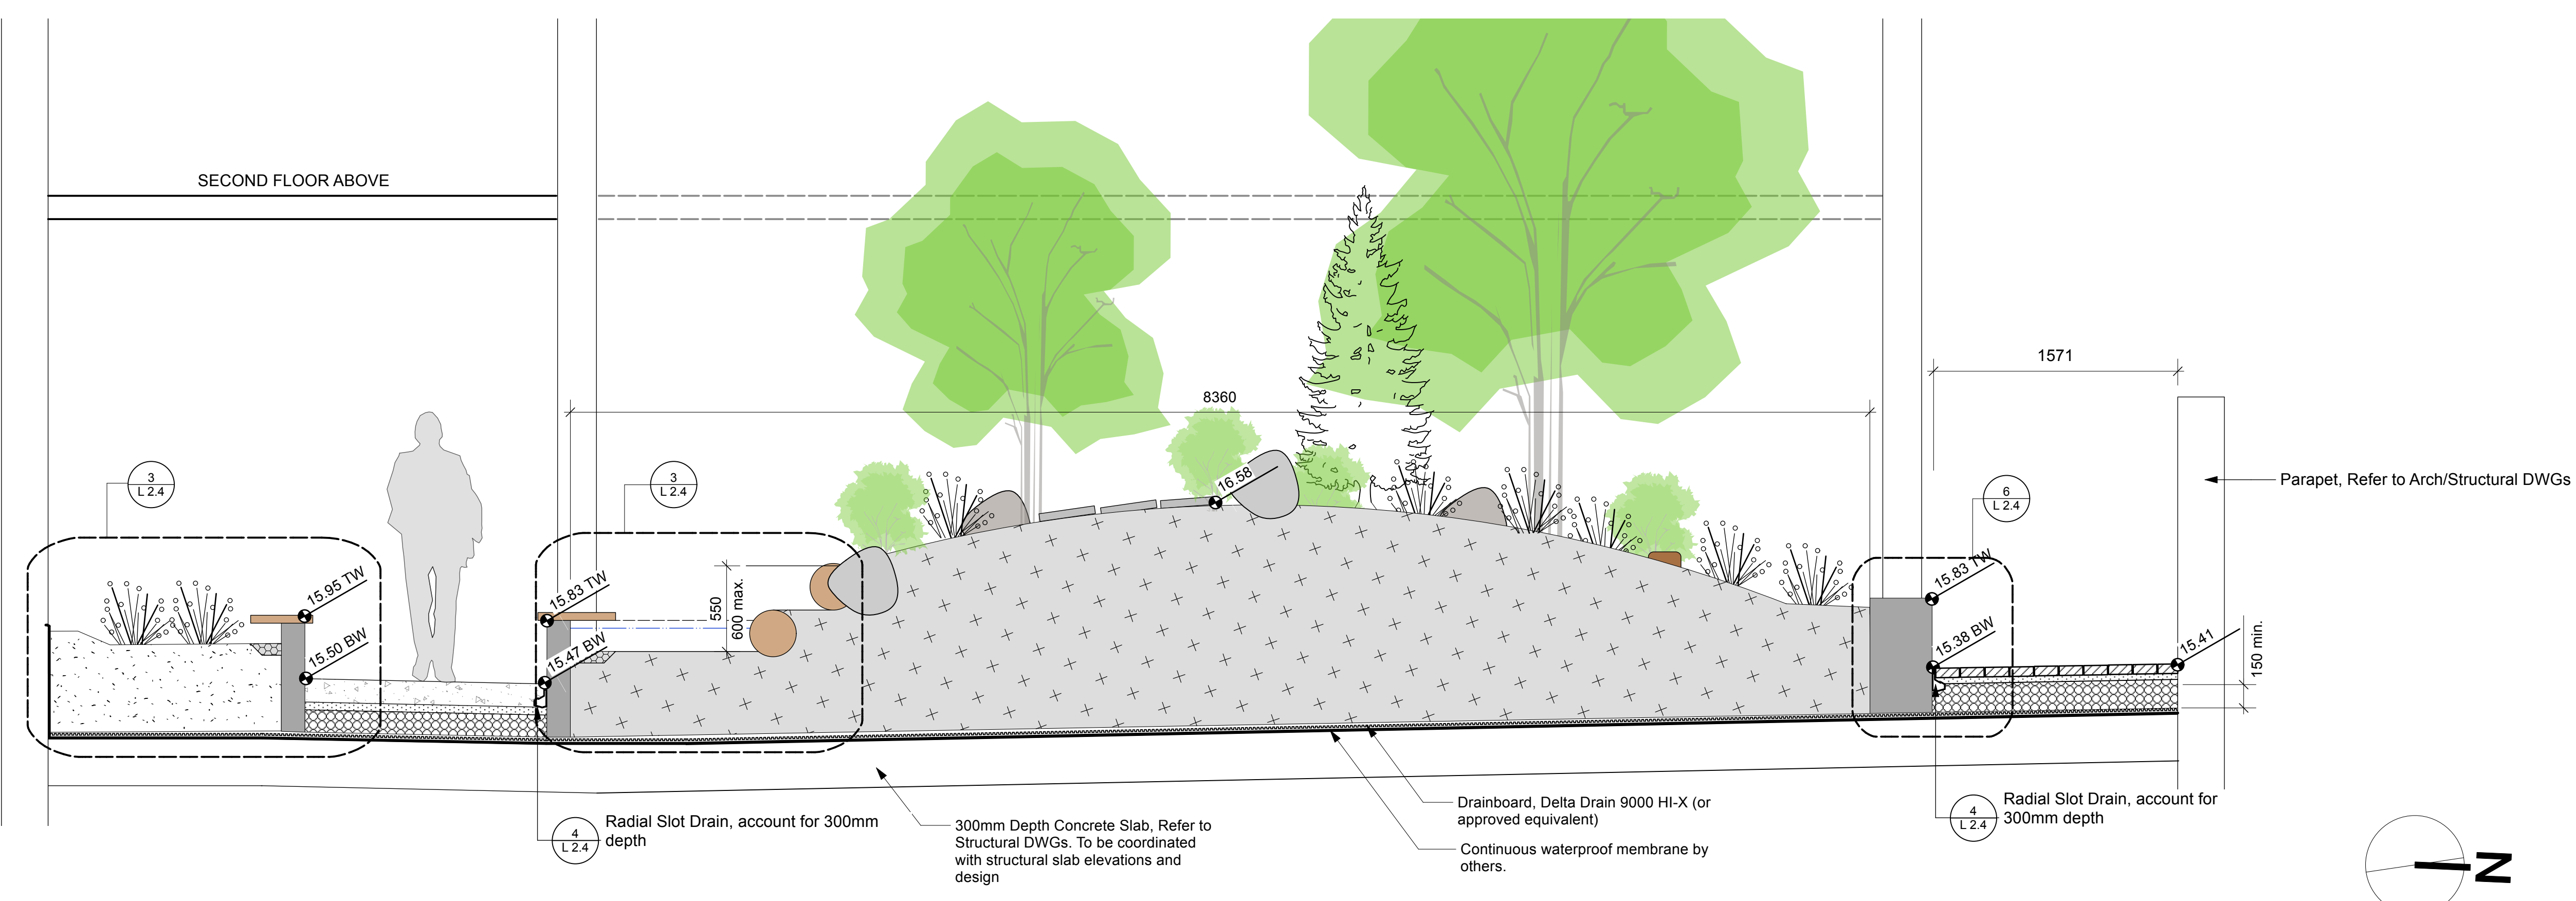 SECOND FLOOR ABOVE
1571
8360
16.58
Parapet, Refer to Arch/Structural DWGs
3
L 2.4
3
L 2.4
6
L 2.4
15.95 TW
15.50 BW
15.83 TW
15.47 BW
550
600 max.
15.83 TW
15.38 BW
15.41
150 min.
4
L 2.4
Radial Slot Drain, account for 300mm
depth
300mm Depth Concrete Slab, Refer to
Structural DWGs. To be coordinated
with structural slab elevations and
design
Drainboard, Delta Drain 9000 HI-X (or
approved equivalent)
Continuous waterproof membrane by
others.
4
L 2.4
Radial Slot Drain, account for
300mm depth
N